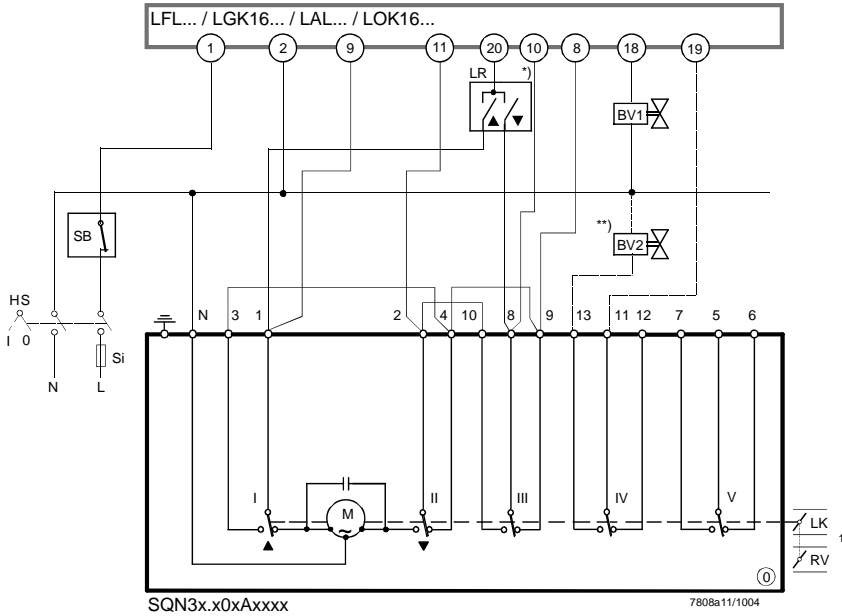 LFL... / LGK16... / LAL... / LOK16...
1 2 9 11 20 10 8 18 19
LR *)
BV1
SB
**)
BV2
HS
I 0
Si
N L
N 3 1 2 4 10 8 9 13 11 12 7 5 6
I II III IV V
M
~
LK
1
RV
0
SQN3x.x0xAxxxx
7808a11/1004